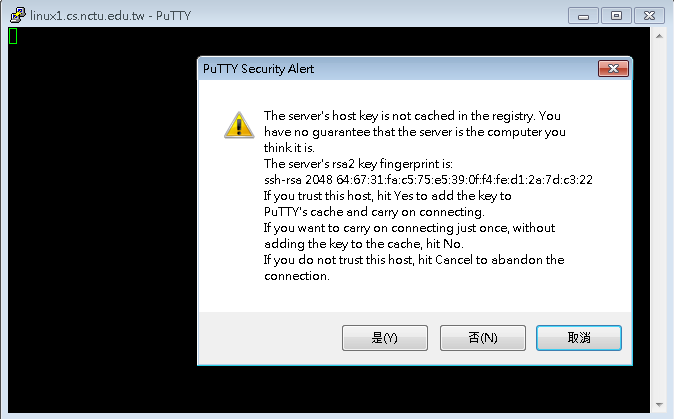 linux1.cs.nctu.edu.tw - PuTTY
PuTTY Security Alert
The server's host key is not cached in the registry. You
have no guarantee that the server is the computer you
think it is.
The server's rsa2 key fingerprint is:
ssh-rsa 2048 64:67:31:fa:c5:75:e5:39:0f:f4:fe:d1:2a:7d:c3:22
If you trust this host, hit Yes to add the key to
PuTTY's cache and carry on connecting.
If you want to carry on connecting just once, without
adding the key to the cache, hit No.
If you do not trust this host, hit Cancel to abandon the
connection.
是(Y) 否(N) 取消